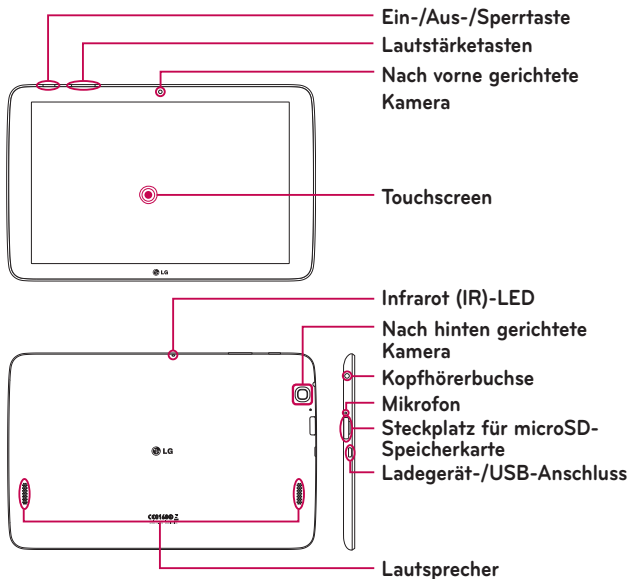 Ein-/Aus-/Sperrtaste
Lautstärketasten
Nach vorne gerichtete
Kamera
Touchscreen
LG
Infrarot (IR)-LED
Nach hinten gerichtete
Kamera
Kopfhörerbuchse
Mikrofon
Steckplatz für microSD-
Speicherkarte
Ladegerät-/USB-Anschluss
LG
Lautsprecher